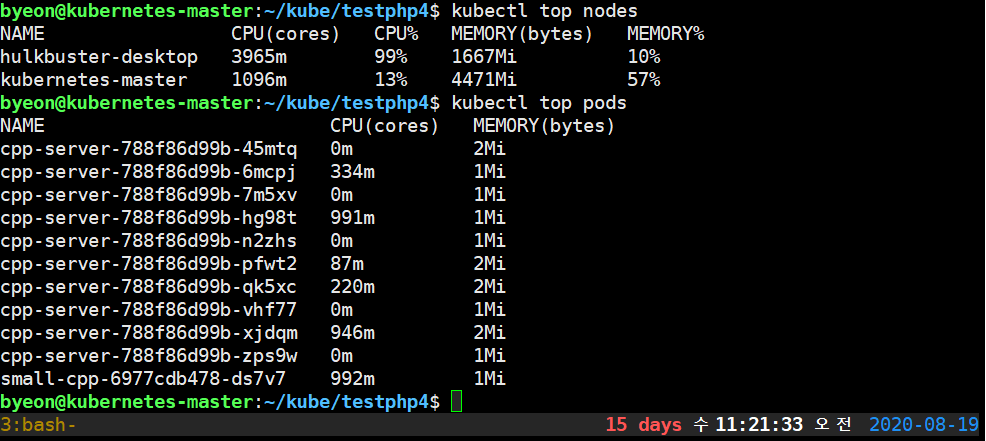 byeon@kubernetes-master:~/kube/testphp4$ kubectl top nodes
NAME CPU(cores) CPU% MEMORY(bytes) MEMORY%
hulkbuster-desktop 3965m 99% 1667Mi 10%
kubernetes-master 1096m 13% 4471Mi 57%
byeon@kubernetes-master:~/kube/testphp4$ kubectl top pods
NAME CPU(cores) MEMORY(bytes)
cpp-server-788f86d99b-45mtq 0m 2Mi
cpp-server-788f86d99b-6mcpj 334m 1Mi
cpp-server-788f86d99b-7m5xv 0m 1Mi
cpp-server-788f86d99b-hg98t 991m 1Mi
cpp-server-788f86d99b-n2zhs 0m 1Mi
cpp-server-788f86d99b-pfwt2 87m 2Mi
cpp-server-788f86d99b-qk5xc 220m 2Mi
cpp-server-788f86d99b-vhf77 0m 1Mi
cpp-server-788f86d99b-xjdqm 946m 2Mi
cpp-server-788f86d99b-zps9w 0m 1Mi
small-cpp-6977cdb478-ds7v7 992m 1Mi
byeon@kubernetes-master:~/kube/testphp4$
3:bash- 15 days 수 11:21:33 오전 2020-08-19